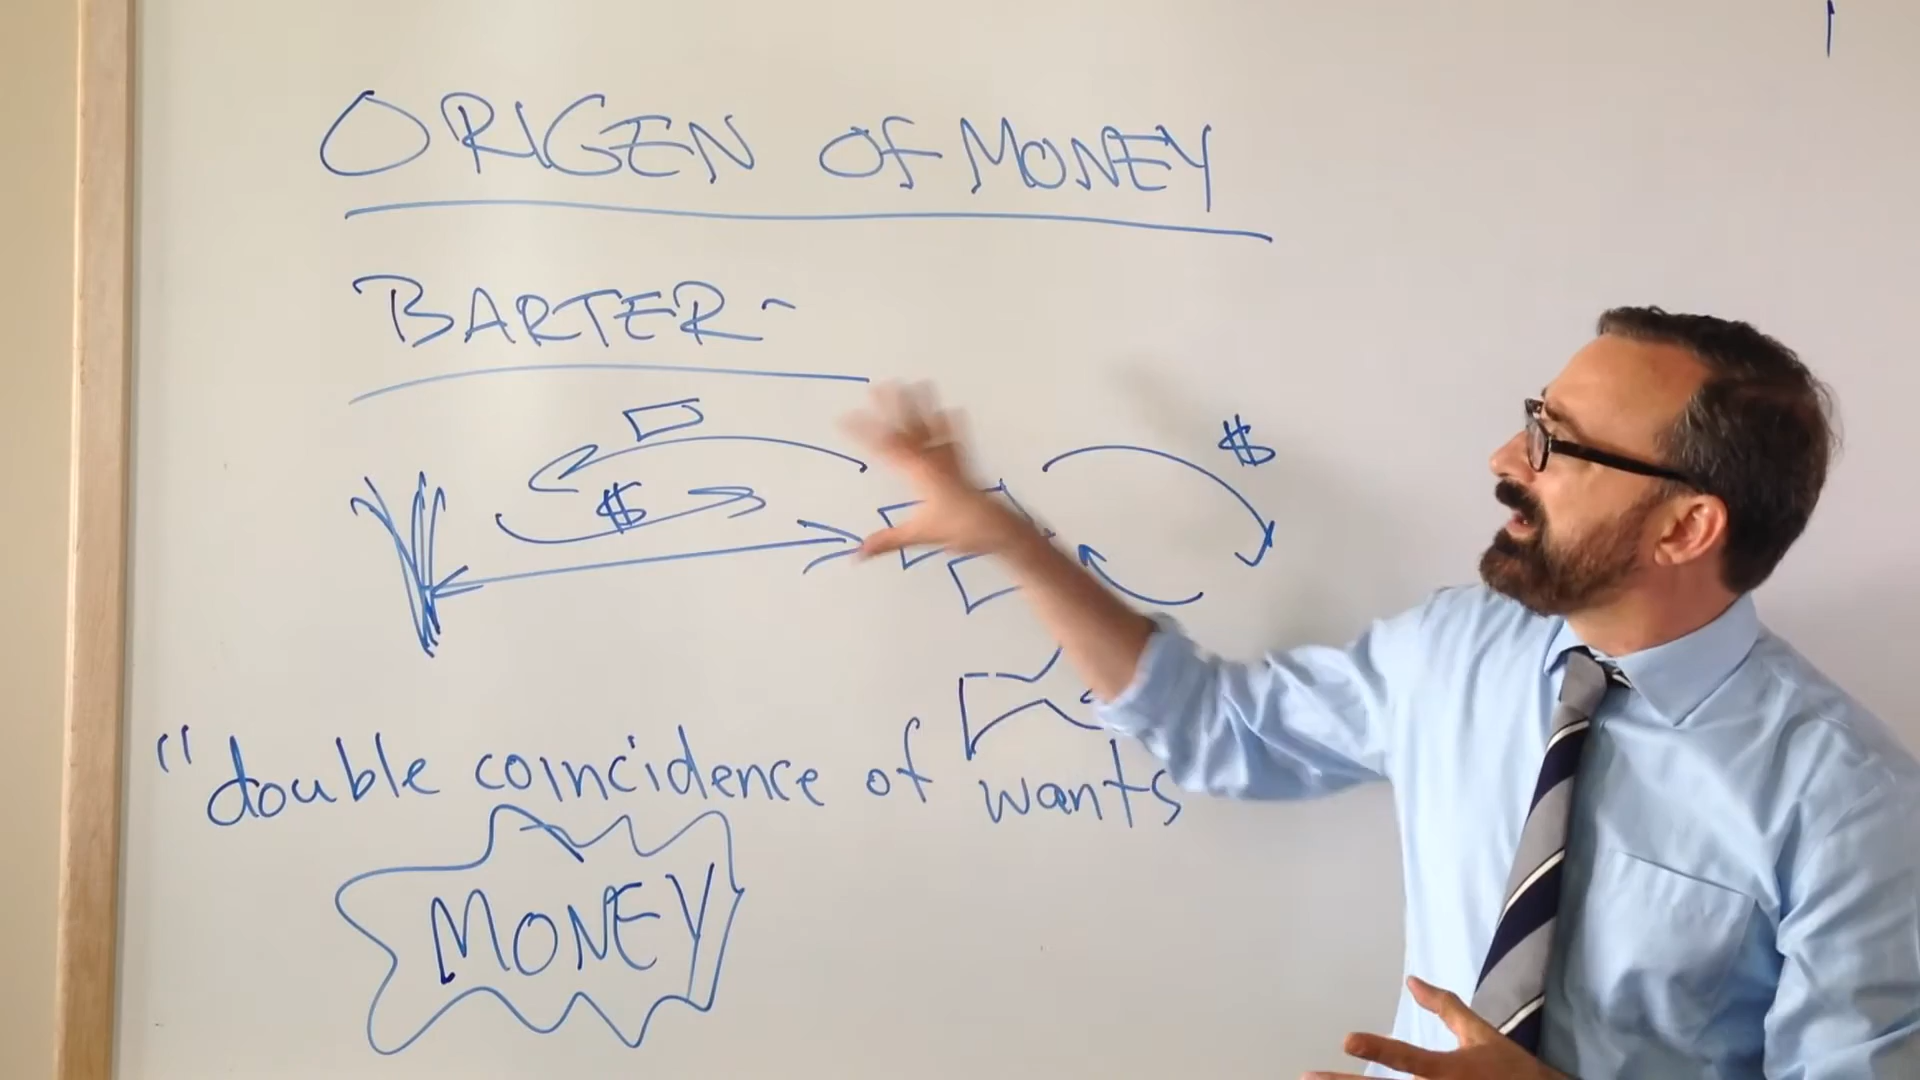 ORIGEN OF MONEY
BARTER-
$
$
"double coincidence of wants
MONEY